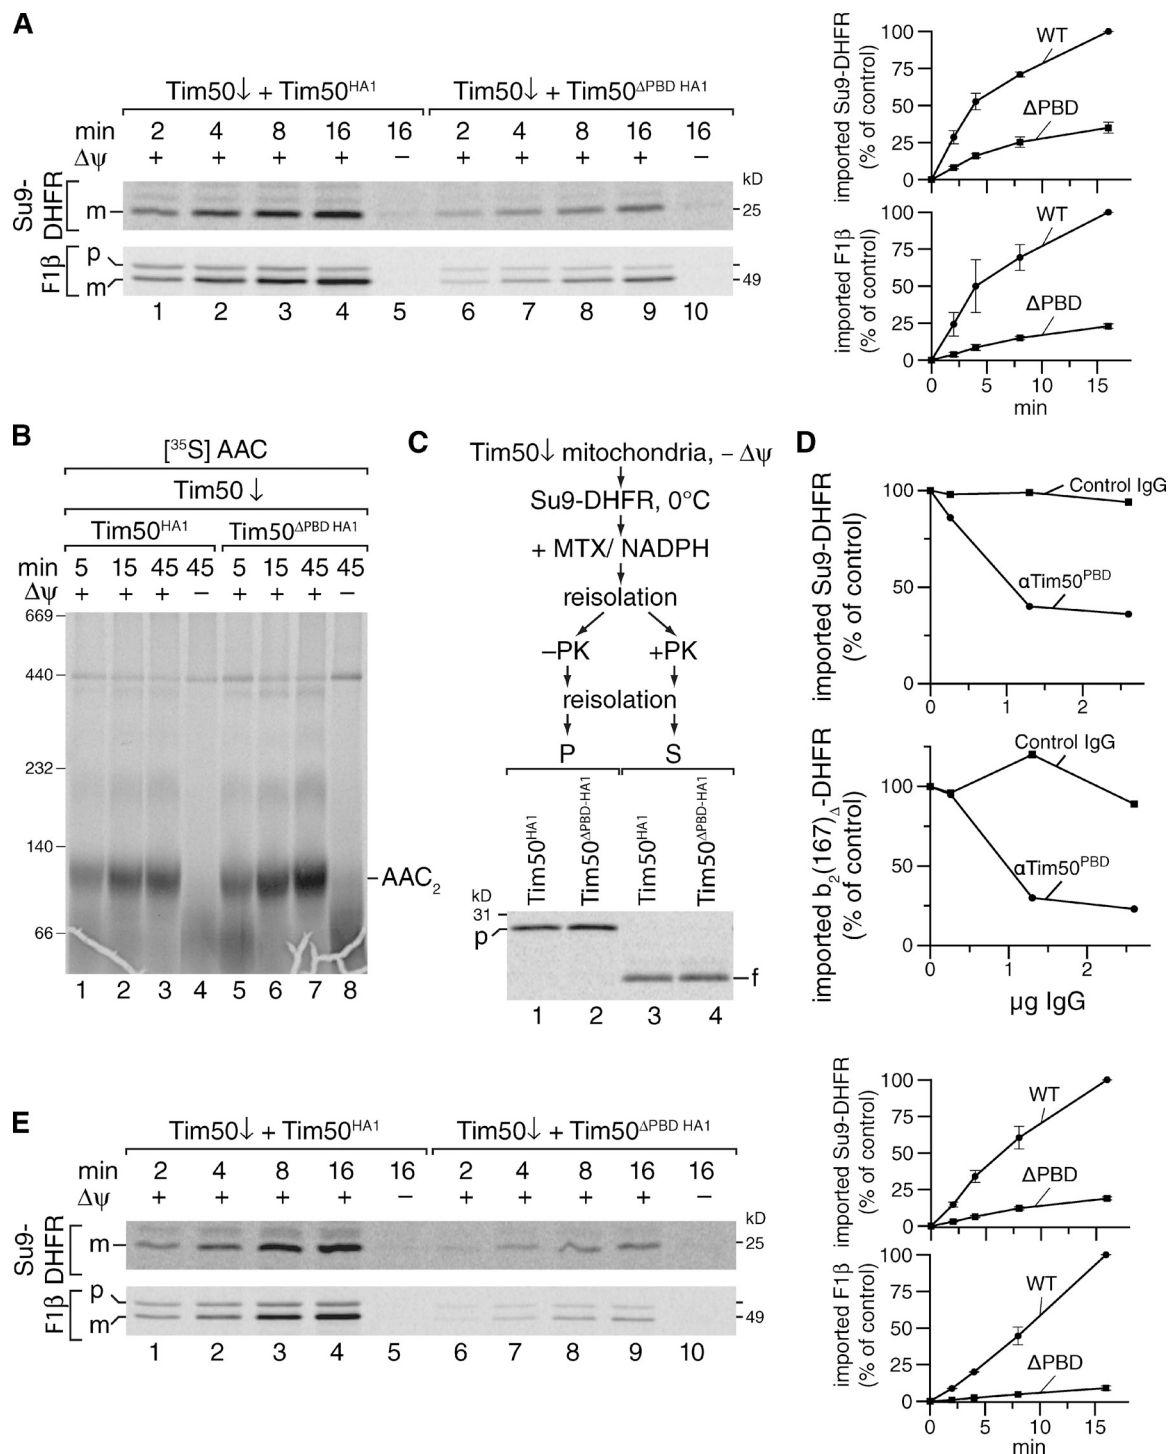 A
Tim50↓ + Tim50HA1
Tim50↓ + Tim50ΔPBD HA1
min 2 4 8 16 16 2 4 8 16 16
Δψ + + + + − + + + + −
Su9-
DHFR
m
kD
25
F1β
p
m
49
1 2 3 4 5 6 7 8 9 10
imported Su9-DHFR
(% of control)
100
75
50
25
0
WT
ΔPBD
imported F1β
(% of control)
100
75
50
25
0
WT
ΔPBD
0 5 10 15
min
B
[35S] AAC
Tim50 ↓
Tim50HA1 Tim50ΔPBD HA1
min 5 15 45 45 5 15 45 45
Δψ + + + − + + + −
669
440
232
140
66
AAC2
1 2 3 4 5 6 7 8
C
Tim50↓ mitochondria, − Δψ
Su9-DHFR, 0°C
+ MTX/ NADPH
reisolation
−PK +PK
reisolation
P S
Tim50HA1
Tim50ΔPBD-HA1
Tim50HA1
Tim50ΔPBD-HA1
kD
31
p
f
1 2 3 4
D
imported Su9-DHFR
(% of control)
100
50
0
Control IgG
αTim50PBD
0 1 2
imported b2(167)Δ-DHFR
(% of control)
100
50
0
Control IgG
αTim50PBD
0 1 2
μg IgG
E
Tim50↓ + Tim50HA1
Tim50↓ + Tim50ΔPBD HA1
min 2 4 8 16 16 2 4 8 16 16
Δψ + + + + − + + + + −
Su9-
DHFR
m
kD
25
F1β
p
m
49
1 2 3 4 5 6 7 8 9 10
imported Su9-DHFR
(% of control)
100
75
50
25
0
WT
ΔPBD
imported F1β
(% of control)
100
75
50
25
0
WT
ΔPBD
0 5 10 15
min